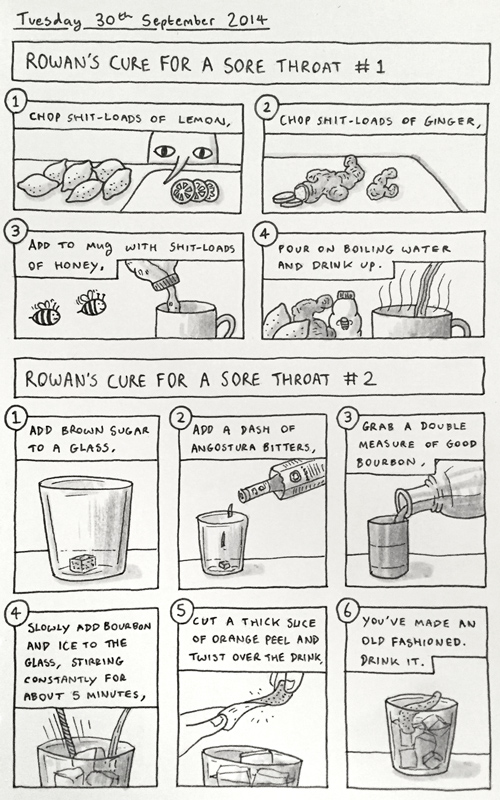 Tuesday 30th September 2014
ROWAN'S CURE FOR A SORE THROAT #1
1
CHOP SHIT-LOADS OF LEMON,
2
CHOP SHIT-LOADS OF GINGER,
3
ADD TO MUG WITH SHIT-LOADS
OF HONEY,
4
POUR ON BOILING WATER
AND DRINK UP.
ROWAN'S CURE FOR A SORE THROAT #2
1
ADD BROWN SUGAR
TO A GLASS,
2
ADD A DASH OF
ANGOSTURA BITTERS,
3
GRAB A DOUBLE
MEASURE OF GOOD
BOURBON,
4
SLOWLY ADD BOURBON
AND ICE TO THE
GLASS, STIRRING
CONSTANTLY FOR
ABOUT 5 MINUTES,
5
CUT A THICK SLICE
OF ORANGE PEEL AND
TWIST OVER THE DRINK,
6
YOU'VE MADE AN
OLD FASHIONED.
DRINK IT.